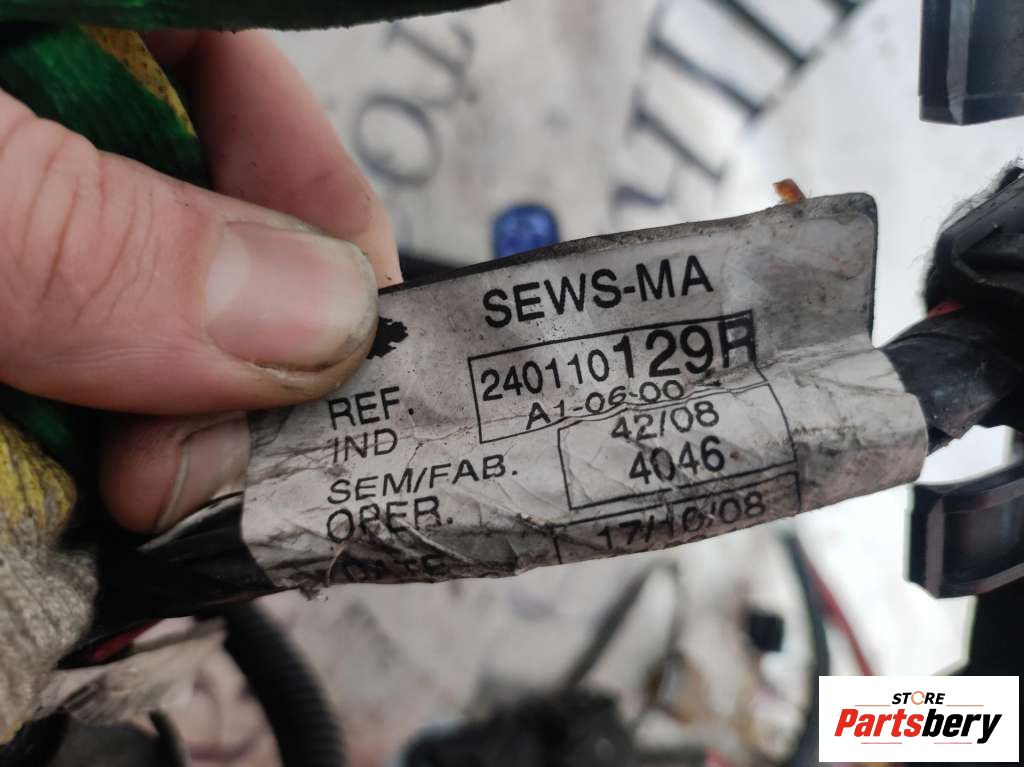 SEWS-MA
REF. 240110129R
IND A1-06-00
SEM/FAB. 42/08
OPER. 4046
DATE 17/10/08
STORE
Partsbery